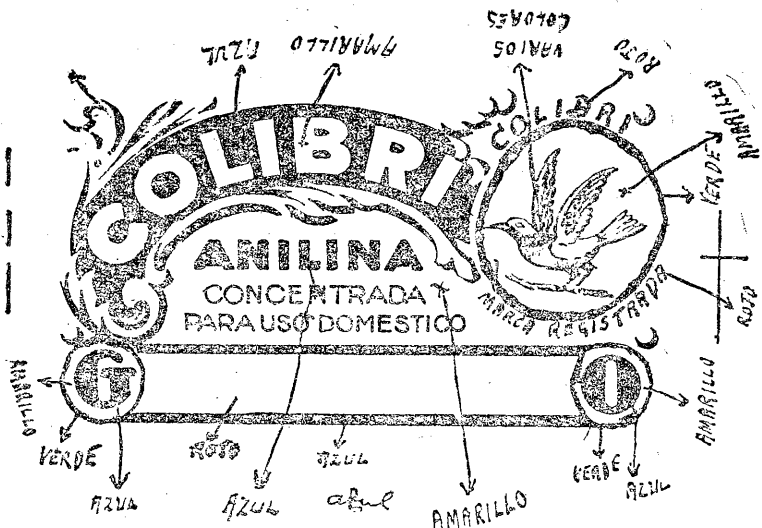 VARIOS
COLORES
AZUL
AMARILLO
ROJO
COLIBRI
COLIBRI
AMARILLO
VERDE
ANILINA
CONCENTRADA
PARA USO DOMESTICO
MARCA REGISTARDA
ROJO
G
I
AMARILLO
AMARILLO
VERDE
ROJO
AZUL
VERDE
AZUL
AZUL
AZUL
azul
AMARILLO